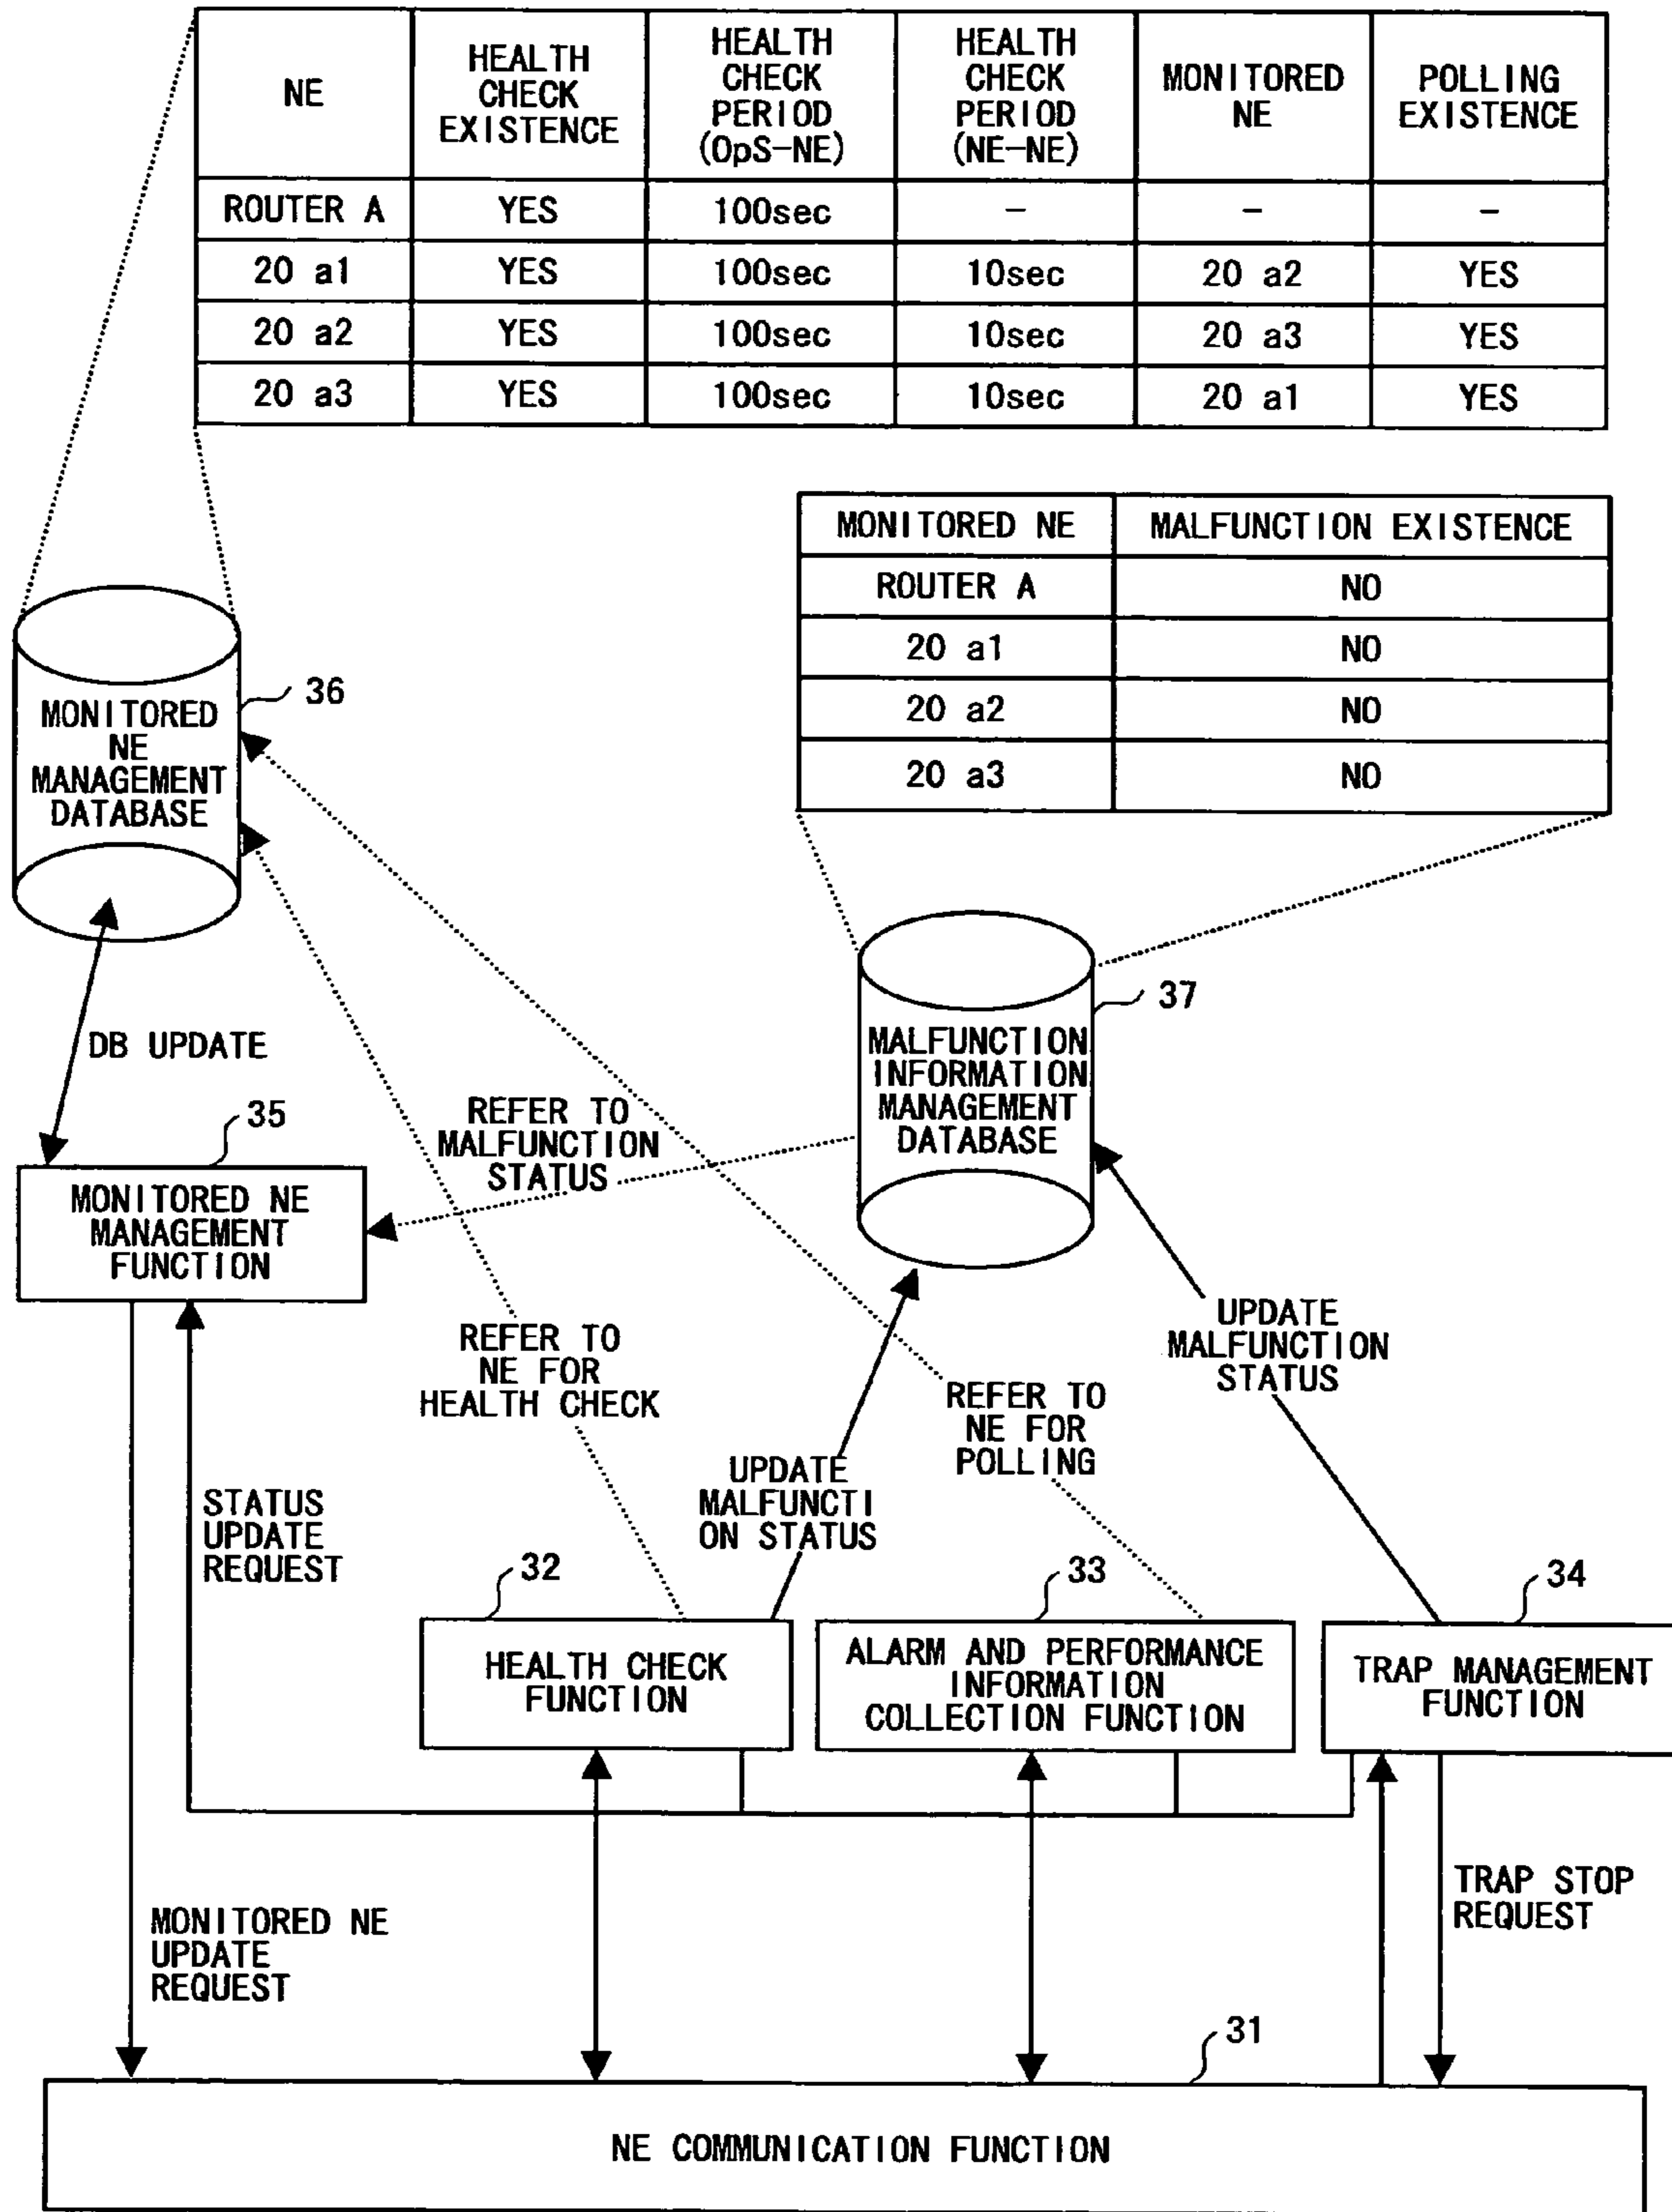 NE
HEALTH
CHECK
EXISTENCE
HEALTH
CHECK
PERIOD
(OpS-NE)
HEALTH
CHECK
PERIOD
(NE-NE)
MONITORED
NE
POLLING
EXISTENCE
ROUTER A YES 100sec - - -
20 a1 YES 100sec 10sec 20 a2 YES
20 a2 YES 100sec 10sec 20 a3 YES
20 a3 YES 100sec 10sec 20 a1 YES
MONITORED NE MALFUNCTION EXISTENCE
ROUTER A NO
20 a1 NO
20 a2 NO
20 a3 NO
36
MONITORED
NE
MANAGEMENT
DATABASE
37
MALFUNCTION
INFORMATION
MANAGEMENT
DATABASE
DB UPDATE
35
MONITORED NE
MANAGEMENT
FUNCTION
REFER TO
MALFUNCTION
STATUS
REFER TO
NE FOR
HEALTH CHECK
UPDATE
MALFUNCTI
ON STATUS
REFER TO
NE FOR
POLLING
UPDATE
MALFUNCTION
STATUS
STATUS
UPDATE
REQUEST
32
HEALTH CHECK
FUNCTION
33
ALARM AND PERFORMANCE
INFORMATION
COLLECTION FUNCTION
34
TRAP MANAGEMENT
FUNCTION
MONITORED NE
UPDATE
REQUEST
TRAP STOP
REQUEST
31
NE COMMUNICATION FUNCTION